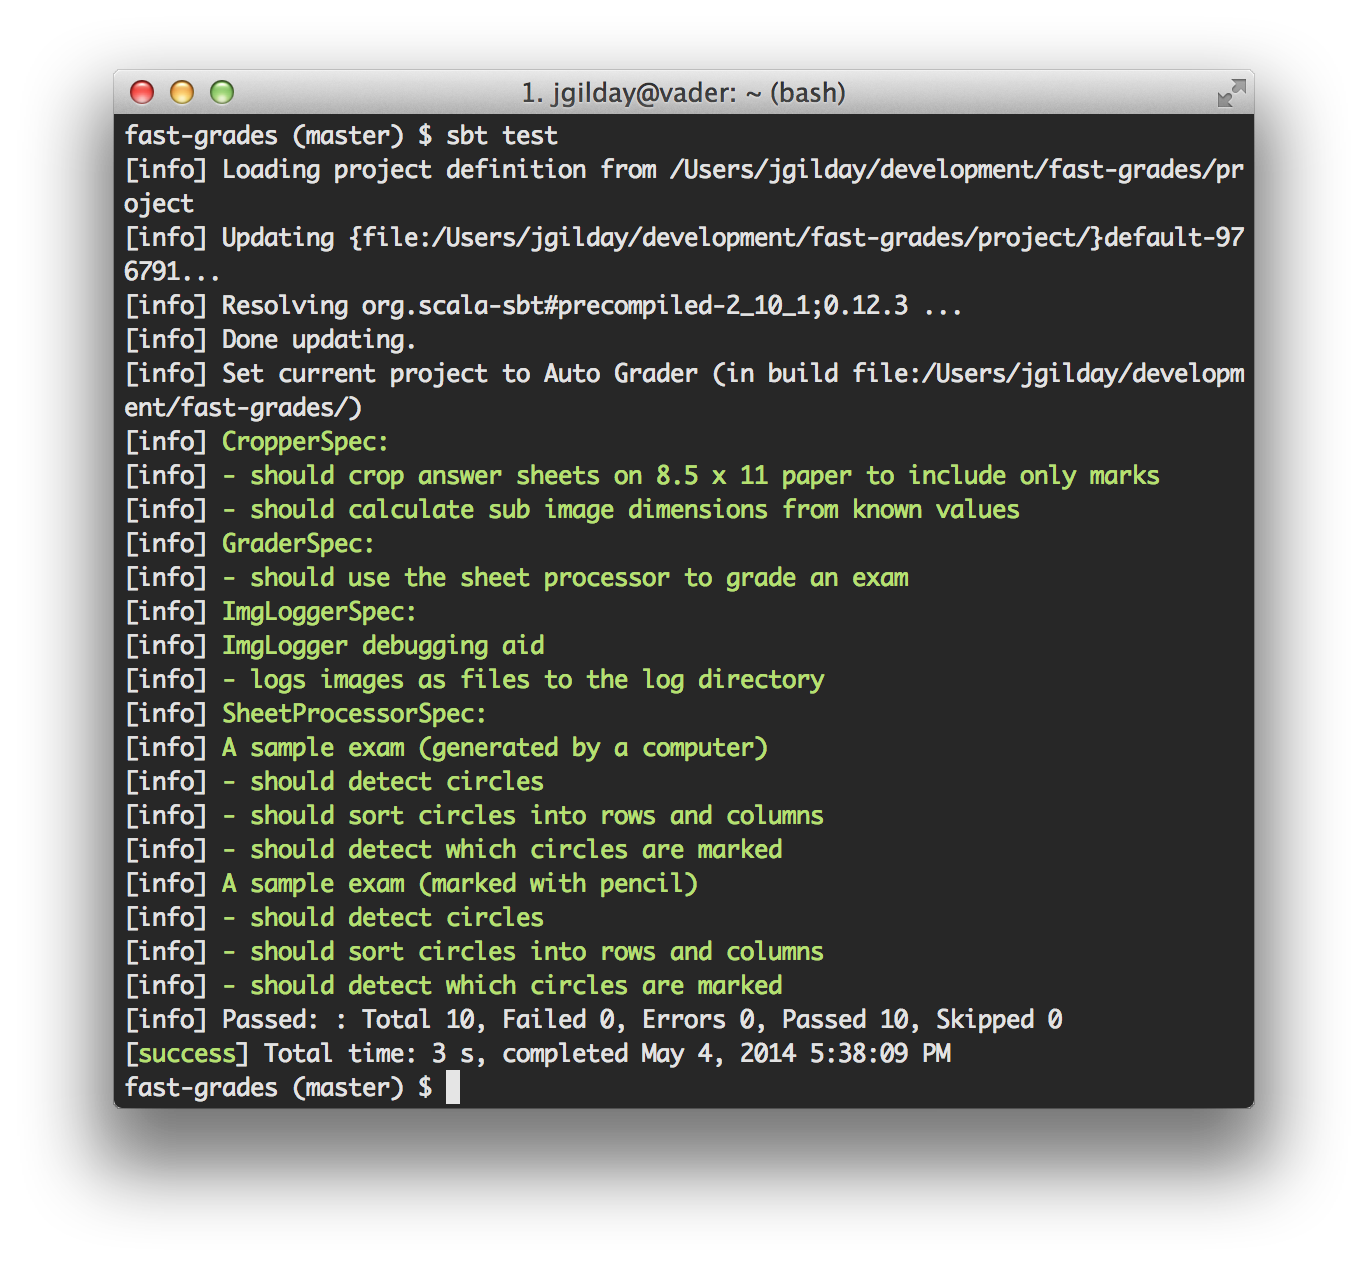 1. jgilday@vader: ~ (bash)
fast-grades (master) $ sbt test
[info] Loading project definition from /Users/jgilday/development/fast-grades/pr
oject
[info] Updating {file:/Users/jgilday/development/fast-grades/project/}default-97
6791...
[info] Resolving org.scala-sbt#precompiled-2_10_1;0.12.3 ...
[info] Done updating.
[info] Set current project to Auto Grader (in build file:/Users/jgilday/developm
ent/fast-grades/)
[info] CropperSpec:
[info] - should crop answer sheets on 8.5 x 11 paper to include only marks
[info] - should calculate sub image dimensions from known values
[info] GraderSpec:
[info] - should use the sheet processor to grade an exam
[info] ImgLoggerSpec:
[info] ImgLogger debugging aid
[info] - logs images as files to the log directory
[info] SheetProcessorSpec:
[info] A sample exam (generated by a computer)
[info] - should detect circles
[info] - should sort circles into rows and columns
[info] - should detect which circles are marked
[info] A sample exam (marked with pencil)
[info] - should detect circles
[info] - should sort circles into rows and columns
[info] - should detect which circles are marked
[info] Passed: : Total 10, Failed 0, Errors 0, Passed 10, Skipped 0
[success] Total time: 3 s, completed May 4, 2014 5:38:09 PM
fast-grades (master) $